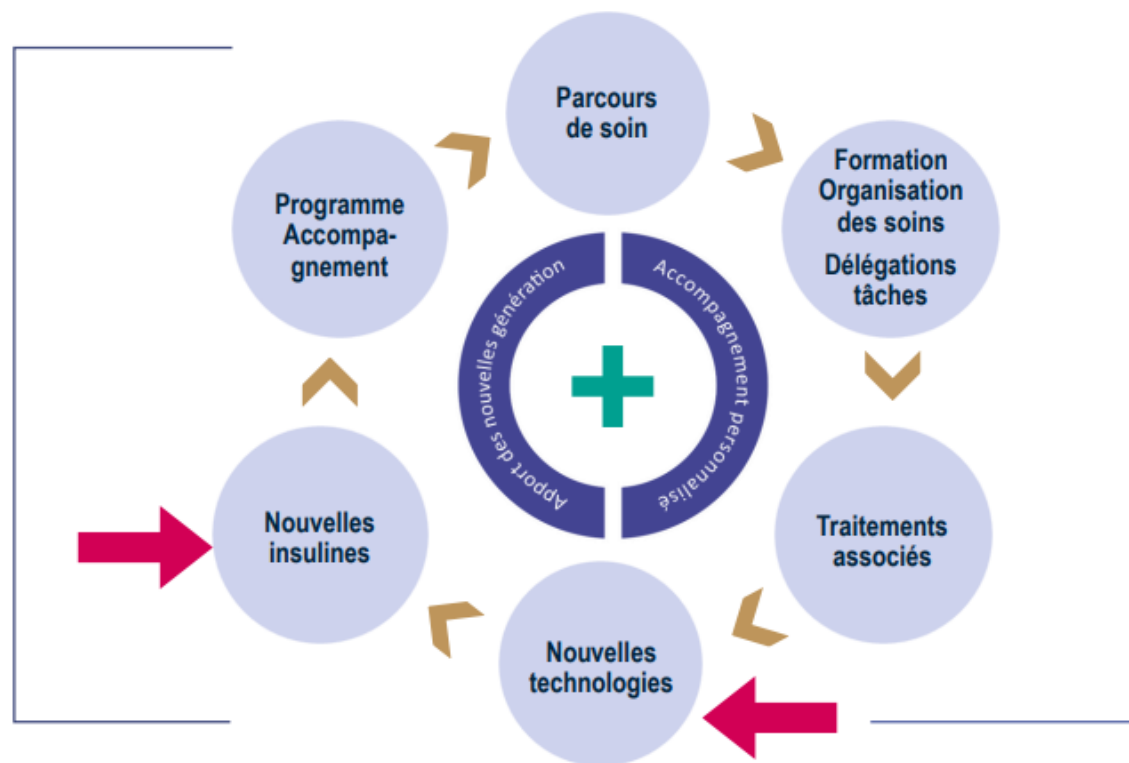 Parcours
de soin
Formation
Organisation
des soins
Délégations
tâches
Traitements
associés
Nouvelles
technologies
Nouvelles
insulines
Programme
Accompa-
gnement
Apport des nouvelles génération
Accompagnement personnalisé